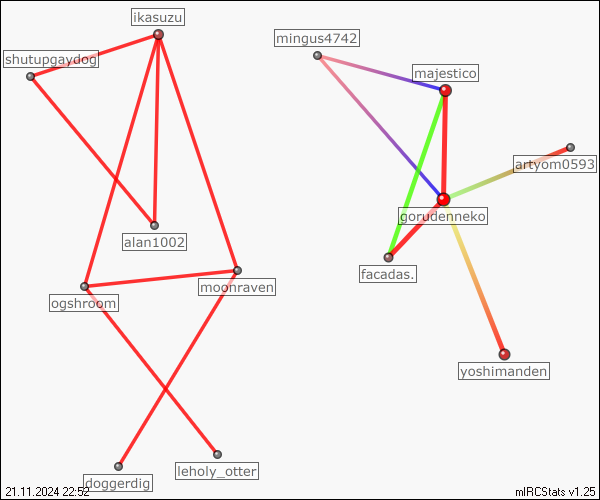 ikasuzu
mingus4742
shutupgaydog
majestico
artyom0593
gorudenneko
alan1002
facadas.
moonraven
ogshroom
yoshimanden
leholy_otter
doggerdig
21.11.2024 22:52
mIRCStats v1.25